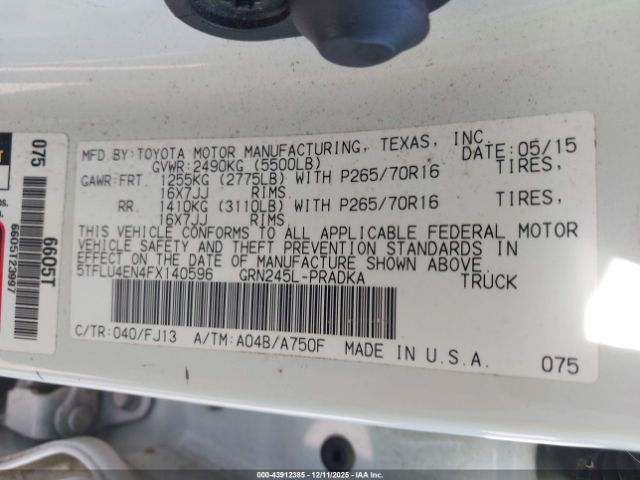 MFD BY: TOYOTA MOTOR MANUFACTURING, TEXAS, INC. DATE: 05/15
GVWR: 2490KG (5500LB)
GAWR: FRT. 1255KG (2775LB) WITH P265/70R16 TIRES,
16X7JJ RIMS
RR. 1410KG (3110LB) WITH P265/70R16 TIRES,
16X7JJ RIMS
THIS VEHICLE CONFORMS TO ALL APPLICABLE FEDERAL MOTOR
VEHICLE SAFETY AND THEFT PREVENTION STANDARDS IN
EFFECT ON THE DATE OF MANUFACTURE SHOWN ABOVE.
5TFLU4EN4FX140596 GRN245L-PRADKA TRUCK
C/TR: 040/FJ13 A/TM: A04B/A750F MADE IN U.S.A. 075
075
6605T
6605T23997
000-43912385 - 12/11/2025 - IAA